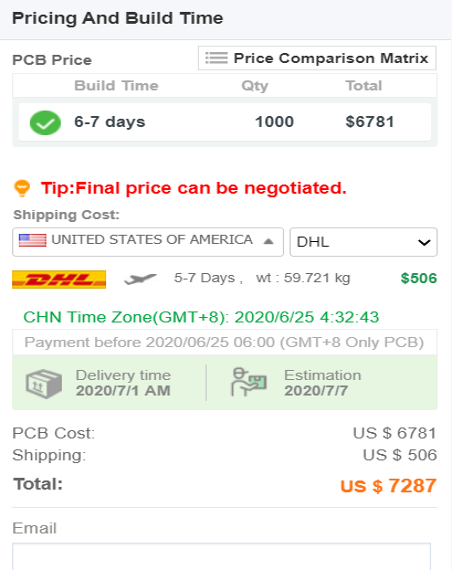 Pricing And Build Time
PCB Price
Price Comparison Matrix
Build Time Qty Total
6-7 days 1000 $6781
Tip:Final price can be negotiated.
Shipping Cost:
UNITED STATES OF AMERICA DHL
DHL 5-7 Days , wt : 59.721 kg $506
CHN Time Zone(GMT+8): 2020/6/25 4:32:43
Payment before 2020/06/25 06:00 (GMT+8 Only PCB)
Delivery time
2020/7/1 AM
Estimation
2020/7/7
PCB Cost: US $ 6781
Shipping: US $ 506
Total: US $ 7287
Email